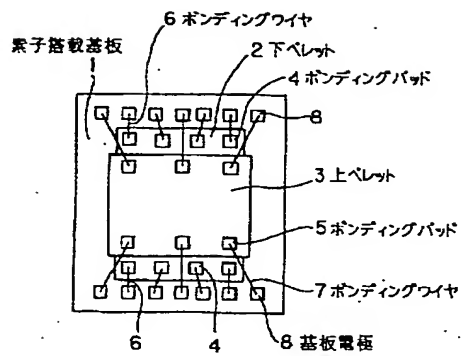 6 ボンディングワイヤ
素子搭載基板
1
2 下ペレット
4 ボンディングパッド
8
3 上ペレット
5 ボンディングパッド
7 ボンディングワイヤ
6
4
8 基板電極